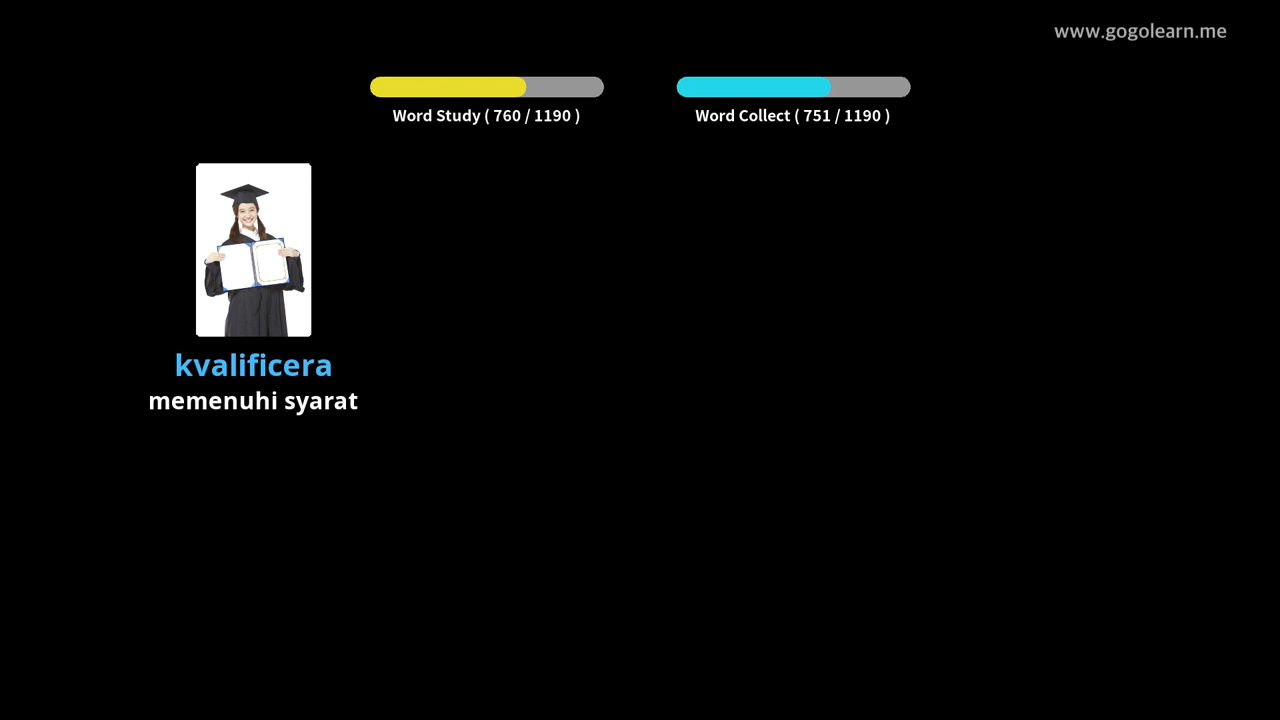 www.gogolearn.me
Word Study ( 760 / 1190 )
Word Collect ( 751 / 1190 )
kvalificera
memenuhi syarat